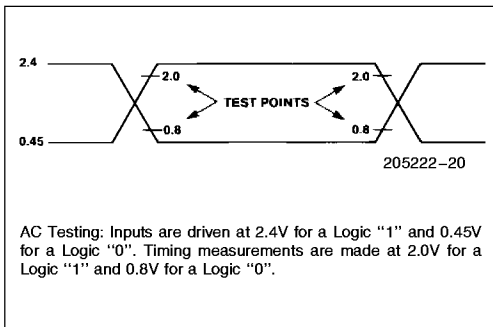 2.4
2.0 2.0
TEST POINTS
0.8 0.8
0.45
205222-20
AC Testing: Inputs are driven at 2.4V for a Logic "1" and 0.45V
for a Logic "0". Timing measurements are made at 2.0V for a
Logic "1" and 0.8V for a Logic "0".